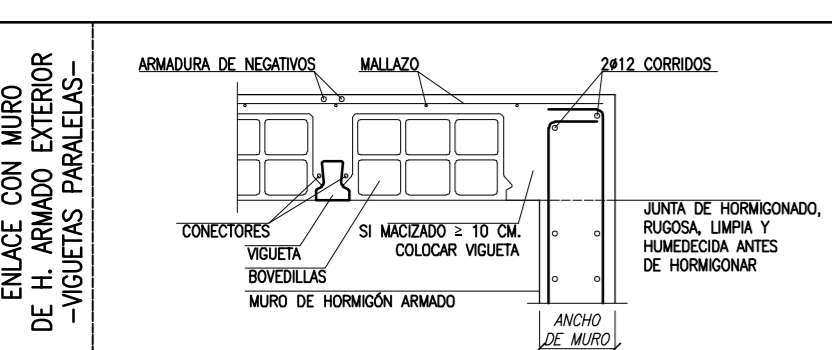 ENLACE CON MURO
DE H. ARMADO EXTERIOR
-VIGUETAS PARALELAS-
ARMADURA DE NEGATIVOS
MALLAZO
2ø12 CORRIDOS
CONECTORES
VIGUETA
BOVEDILLAS
MURO DE HORMIGÓN ARMADO
SI MACIZADO ≥ 10 CM.
COLOCAR VIGUETA
JUNTA DE HORMIGONADO,
RUGOSA, LIMPIA Y
HUMEDECIDA ANTES
DE HORMIGONAR
ANCHO
DE MURO